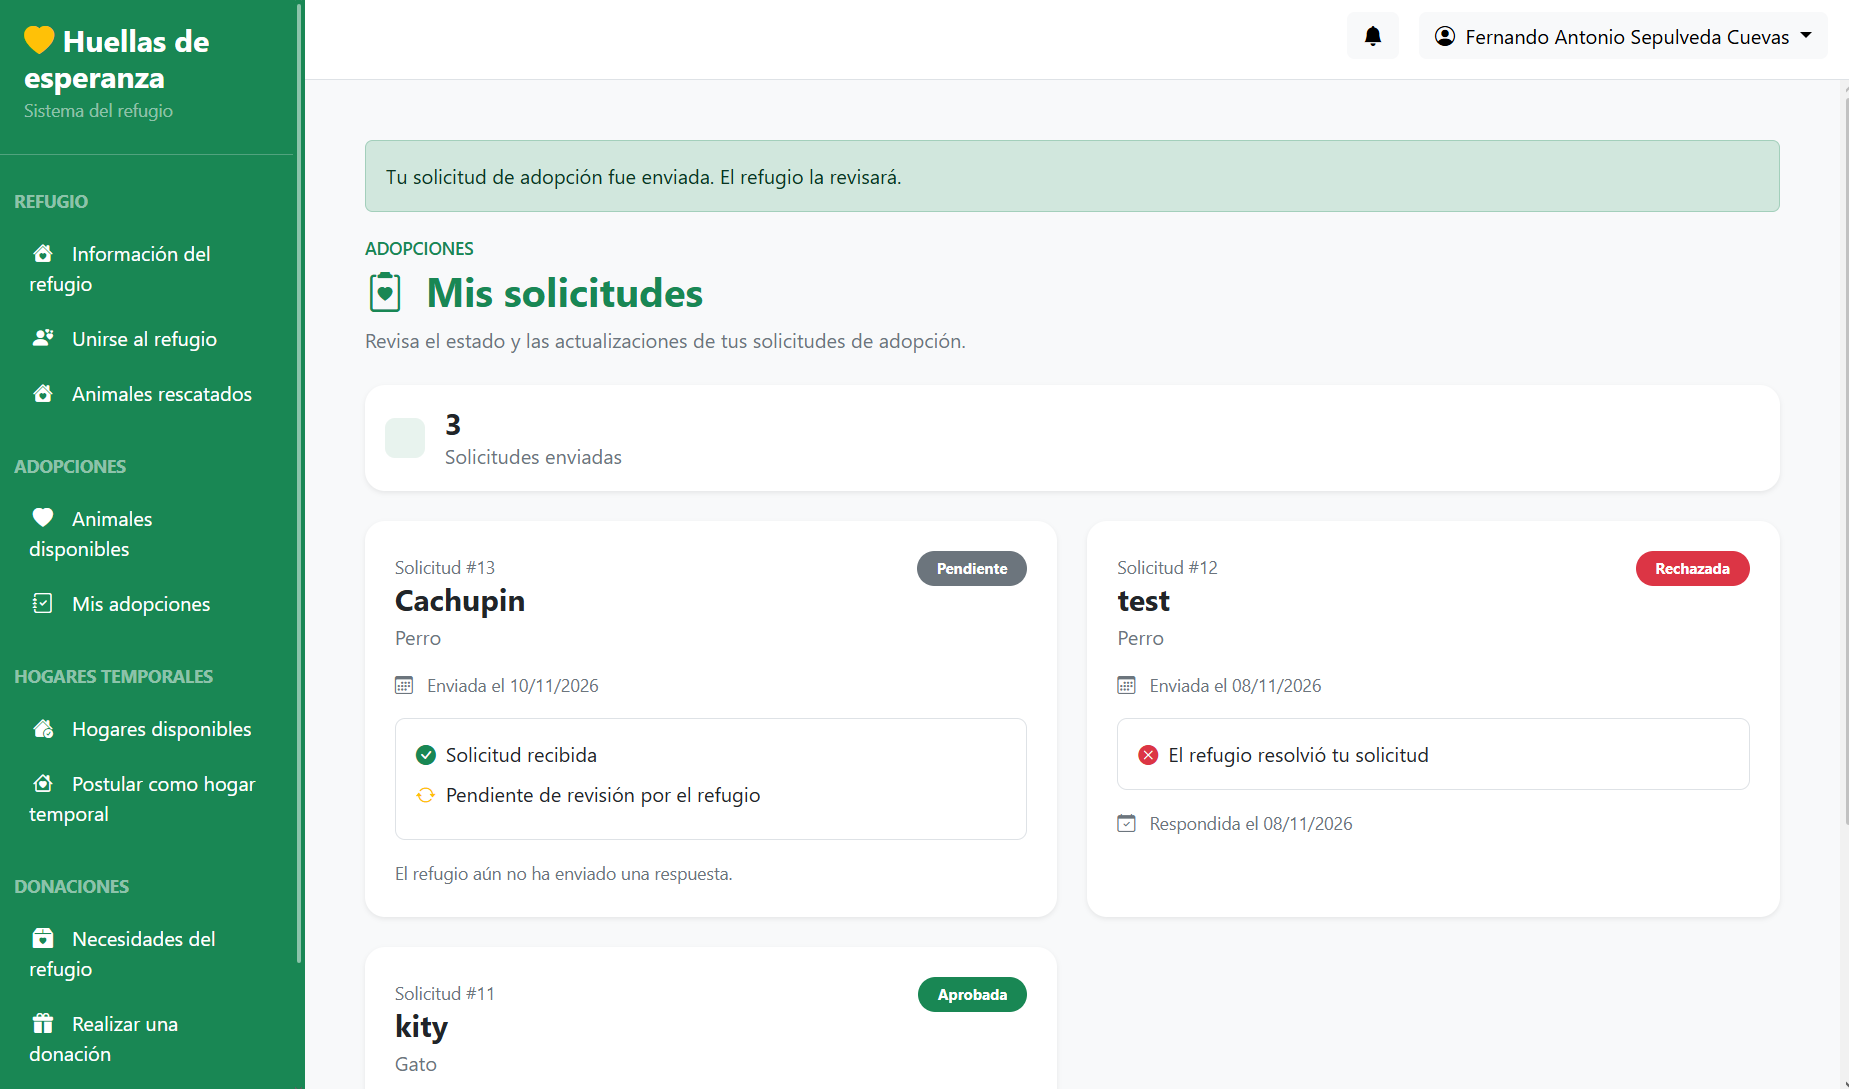 Huellas de
esperanza
Sistema del refugio
REFUGIO
Información del
refugio
Unirse al refugio
Animales rescatados
ADOPCIONES
Animales
disponibles
Mis adopciones
HOGARES TEMPORALES
Hogares disponibles
Postular como hogar
temporal
DONACIONES
Necesidades del
refugio
Realizar una
donación
Fernando Antonio Sepulveda Cuevas
Tu solicitud de adopción fue enviada. El refugio la revisará.
ADOPCIONES
Mis solicitudes
Revisa el estado y las actualizaciones de tus solicitudes de adopción.
3
Solicitudes enviadas
Solicitud #13
Pendiente
Cachupin
Perro
Enviada el 10/11/2026
Solicitud recibida
Pendiente de revisión por el refugio
El refugio aún no ha enviado una respuesta.
Solicitud #12
Rechazada
test
Perro
Enviada el 08/11/2026
El refugio resolvió tu solicitud
Respondida el 08/11/2026
Solicitud #11
Aprobada
kity
Gato